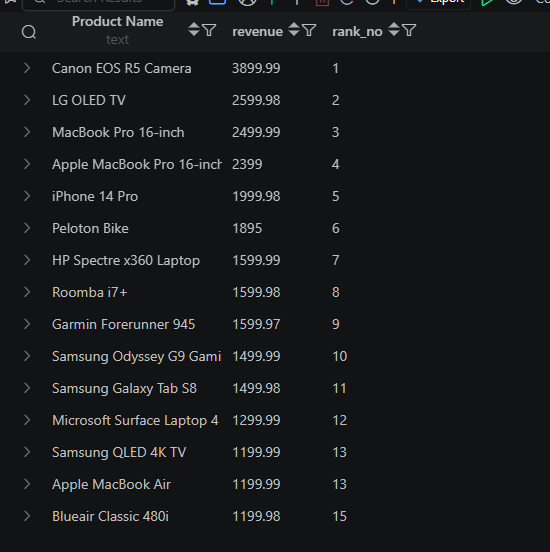 Search Results
Export
Product Name
text
revenue
rank_no
Canon EOS R5 Camera 3899.99 1
LG OLED TV 2599.98 2
MacBook Pro 16-inch 2499.99 3
Apple MacBook Pro 16-inch 2399 4
iPhone 14 Pro 1999.98 5
Peloton Bike 1895 6
HP Spectre x360 Laptop 1599.99 7
Roomba i7+ 1599.98 8
Garmin Forerunner 945 1599.97 9
Samsung Odyssey G9 Gami 1499.99 10
Samsung Galaxy Tab S8 1499.98 11
Microsoft Surface Laptop 4 1299.99 12
Samsung QLED 4K TV 1199.99 13
Apple MacBook Air 1199.99 13
Blueair Classic 480i 1199.98 15